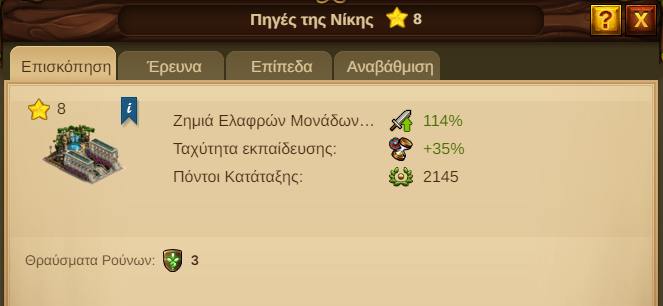 Πηγές της Νίκης 8
? X
Επισκόπηση Έρευνα Επίπεδα Αναβάθμιση
8 i
Ζημιά Ελαφρών Μονάδων… 114%
Ταχύτητα εκπαίδευσης: +35%
Πόντοι Κατάταξης: 2145
Θραύσματα Ρούνων: 3